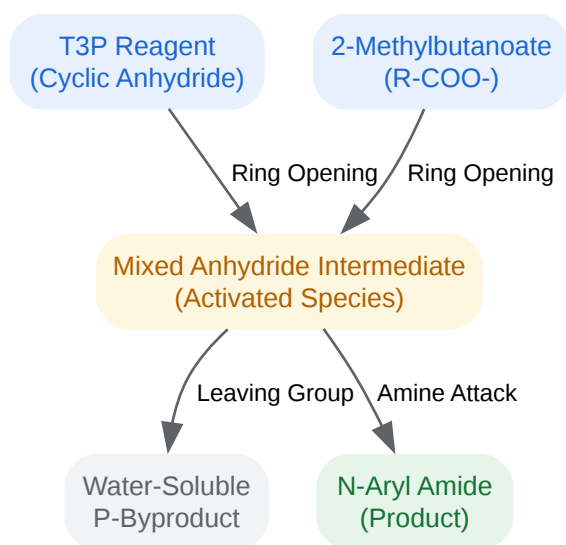 T3P Reagent
(Cyclic Anhydride)
2-Methylbutanoate
(R-COO-)
Ring Opening
Ring Opening
Mixed Anhydride Intermediate
(Activated Species)
Leaving Group
Amine Attack
Water-Soluble
P-Byproduct
N-Aryl Amide
(Product)